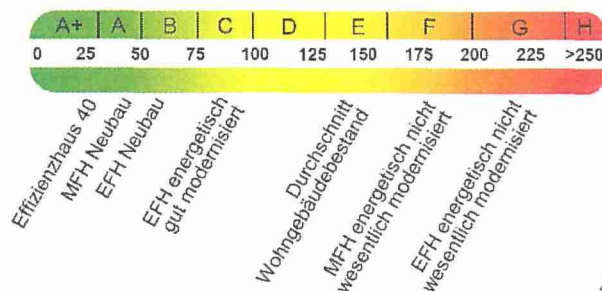 A+ A B C D E F G H
0 25 50 75 100 125 150 175 200 225 >250
Effizienzhaus 40
MFH Neubau
EFH Neubau
EFH energetisch
gut modernisiert
Durchschnitt
Wohngebäudebestand
MFH energetisch nicht
wesentlich modernisiert
EFH energetisch nicht
wesentlich modernisiert